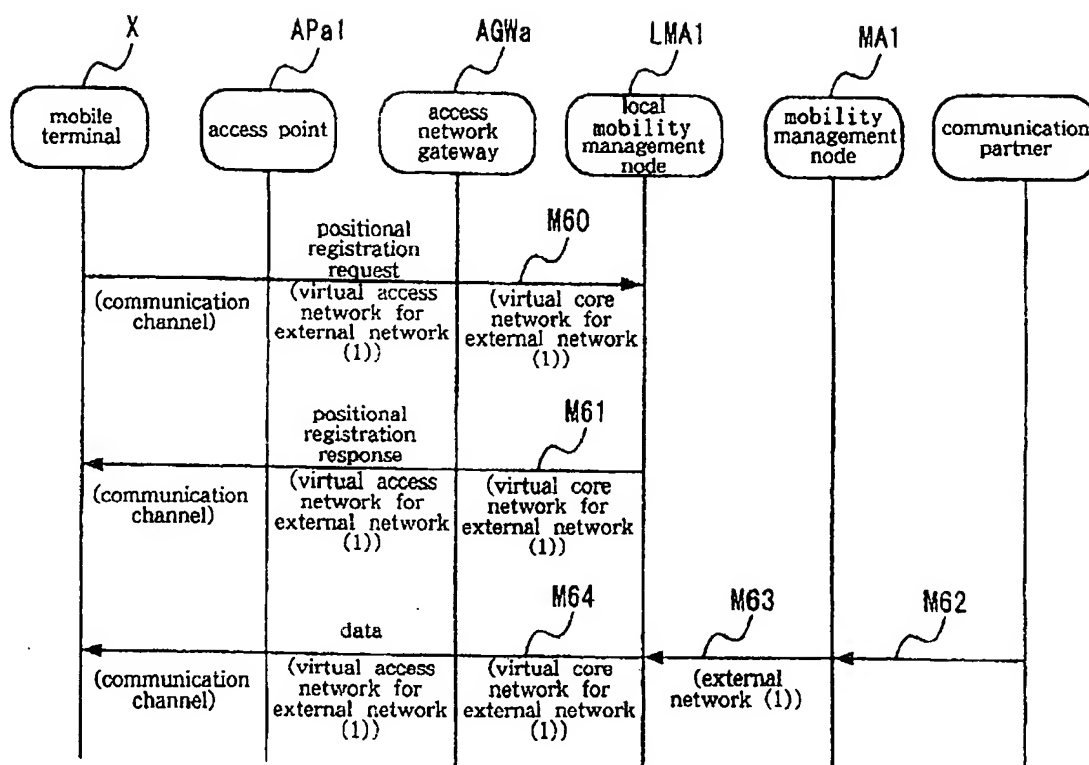 X
APa1
AGWa
LMA1
MA1
mobile
terminal
access point
access
network
gateway
local
mobility
management
node
mobility
management
node
communication
partner
M60
positional
registration
request
(communication
channel)
(virtual access
network for
external network
(1))
(virtual core
network for
external network
(1))
M61
positional
registration
response
(communication
channel)
(virtual access
network for
external network
(1))
(virtual core
network for
external network
(1))
M64
M63
M62
data
(communication
channel)
(virtual access
network for
external network
(1))
(virtual core
network for
external network
(1))
(external
network (1))